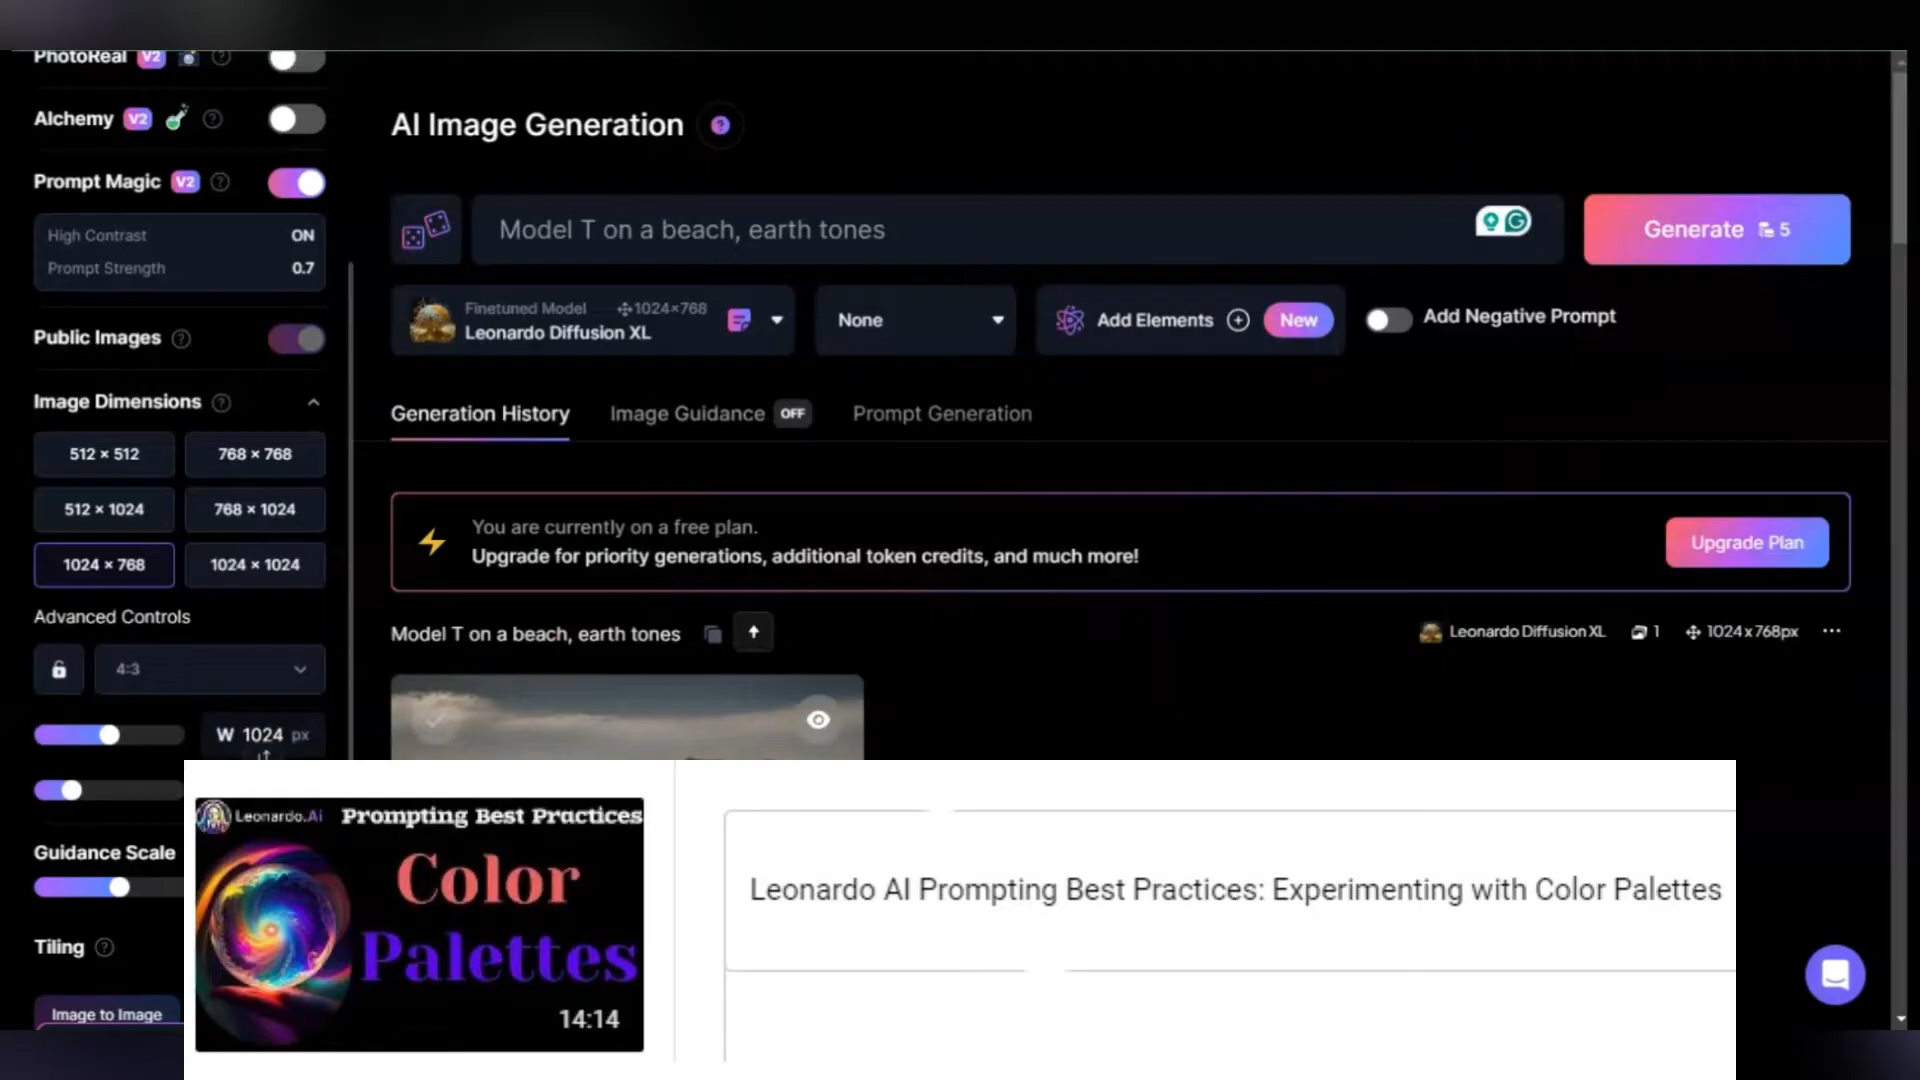 PhotoReal V2
Alchemy V2
Prompt Magic V2
High Contrast ON
Prompt Strength 0.7
Public Images
Image Dimensions
512 × 512 768 × 768
512 × 1024 768 × 1024
1024 × 768 1024 × 1024
Advanced Controls
4:3
W 1024 px
Guidance Scale
Tiling
Image to Image
AI Image Generation
Model T on a beach, earth tones
Generate 5
Finetuned Model 1024×768
Leonardo Diffusion XL
None
Add Elements New
Add Negative Prompt
Generation History Image Guidance OFF Prompt Generation
You are currently on a free plan.
Upgrade for priority generations, additional token credits, and much more!
Upgrade Plan
Model T on a beach, earth tones
Leonardo Diffusion XL 1 1024 x 768px
Leonardo.Ai Prompting Best Practices
Color
Palettes
14:14
Leonardo AI Prompting Best Practices: Experimenting with Color Palettes